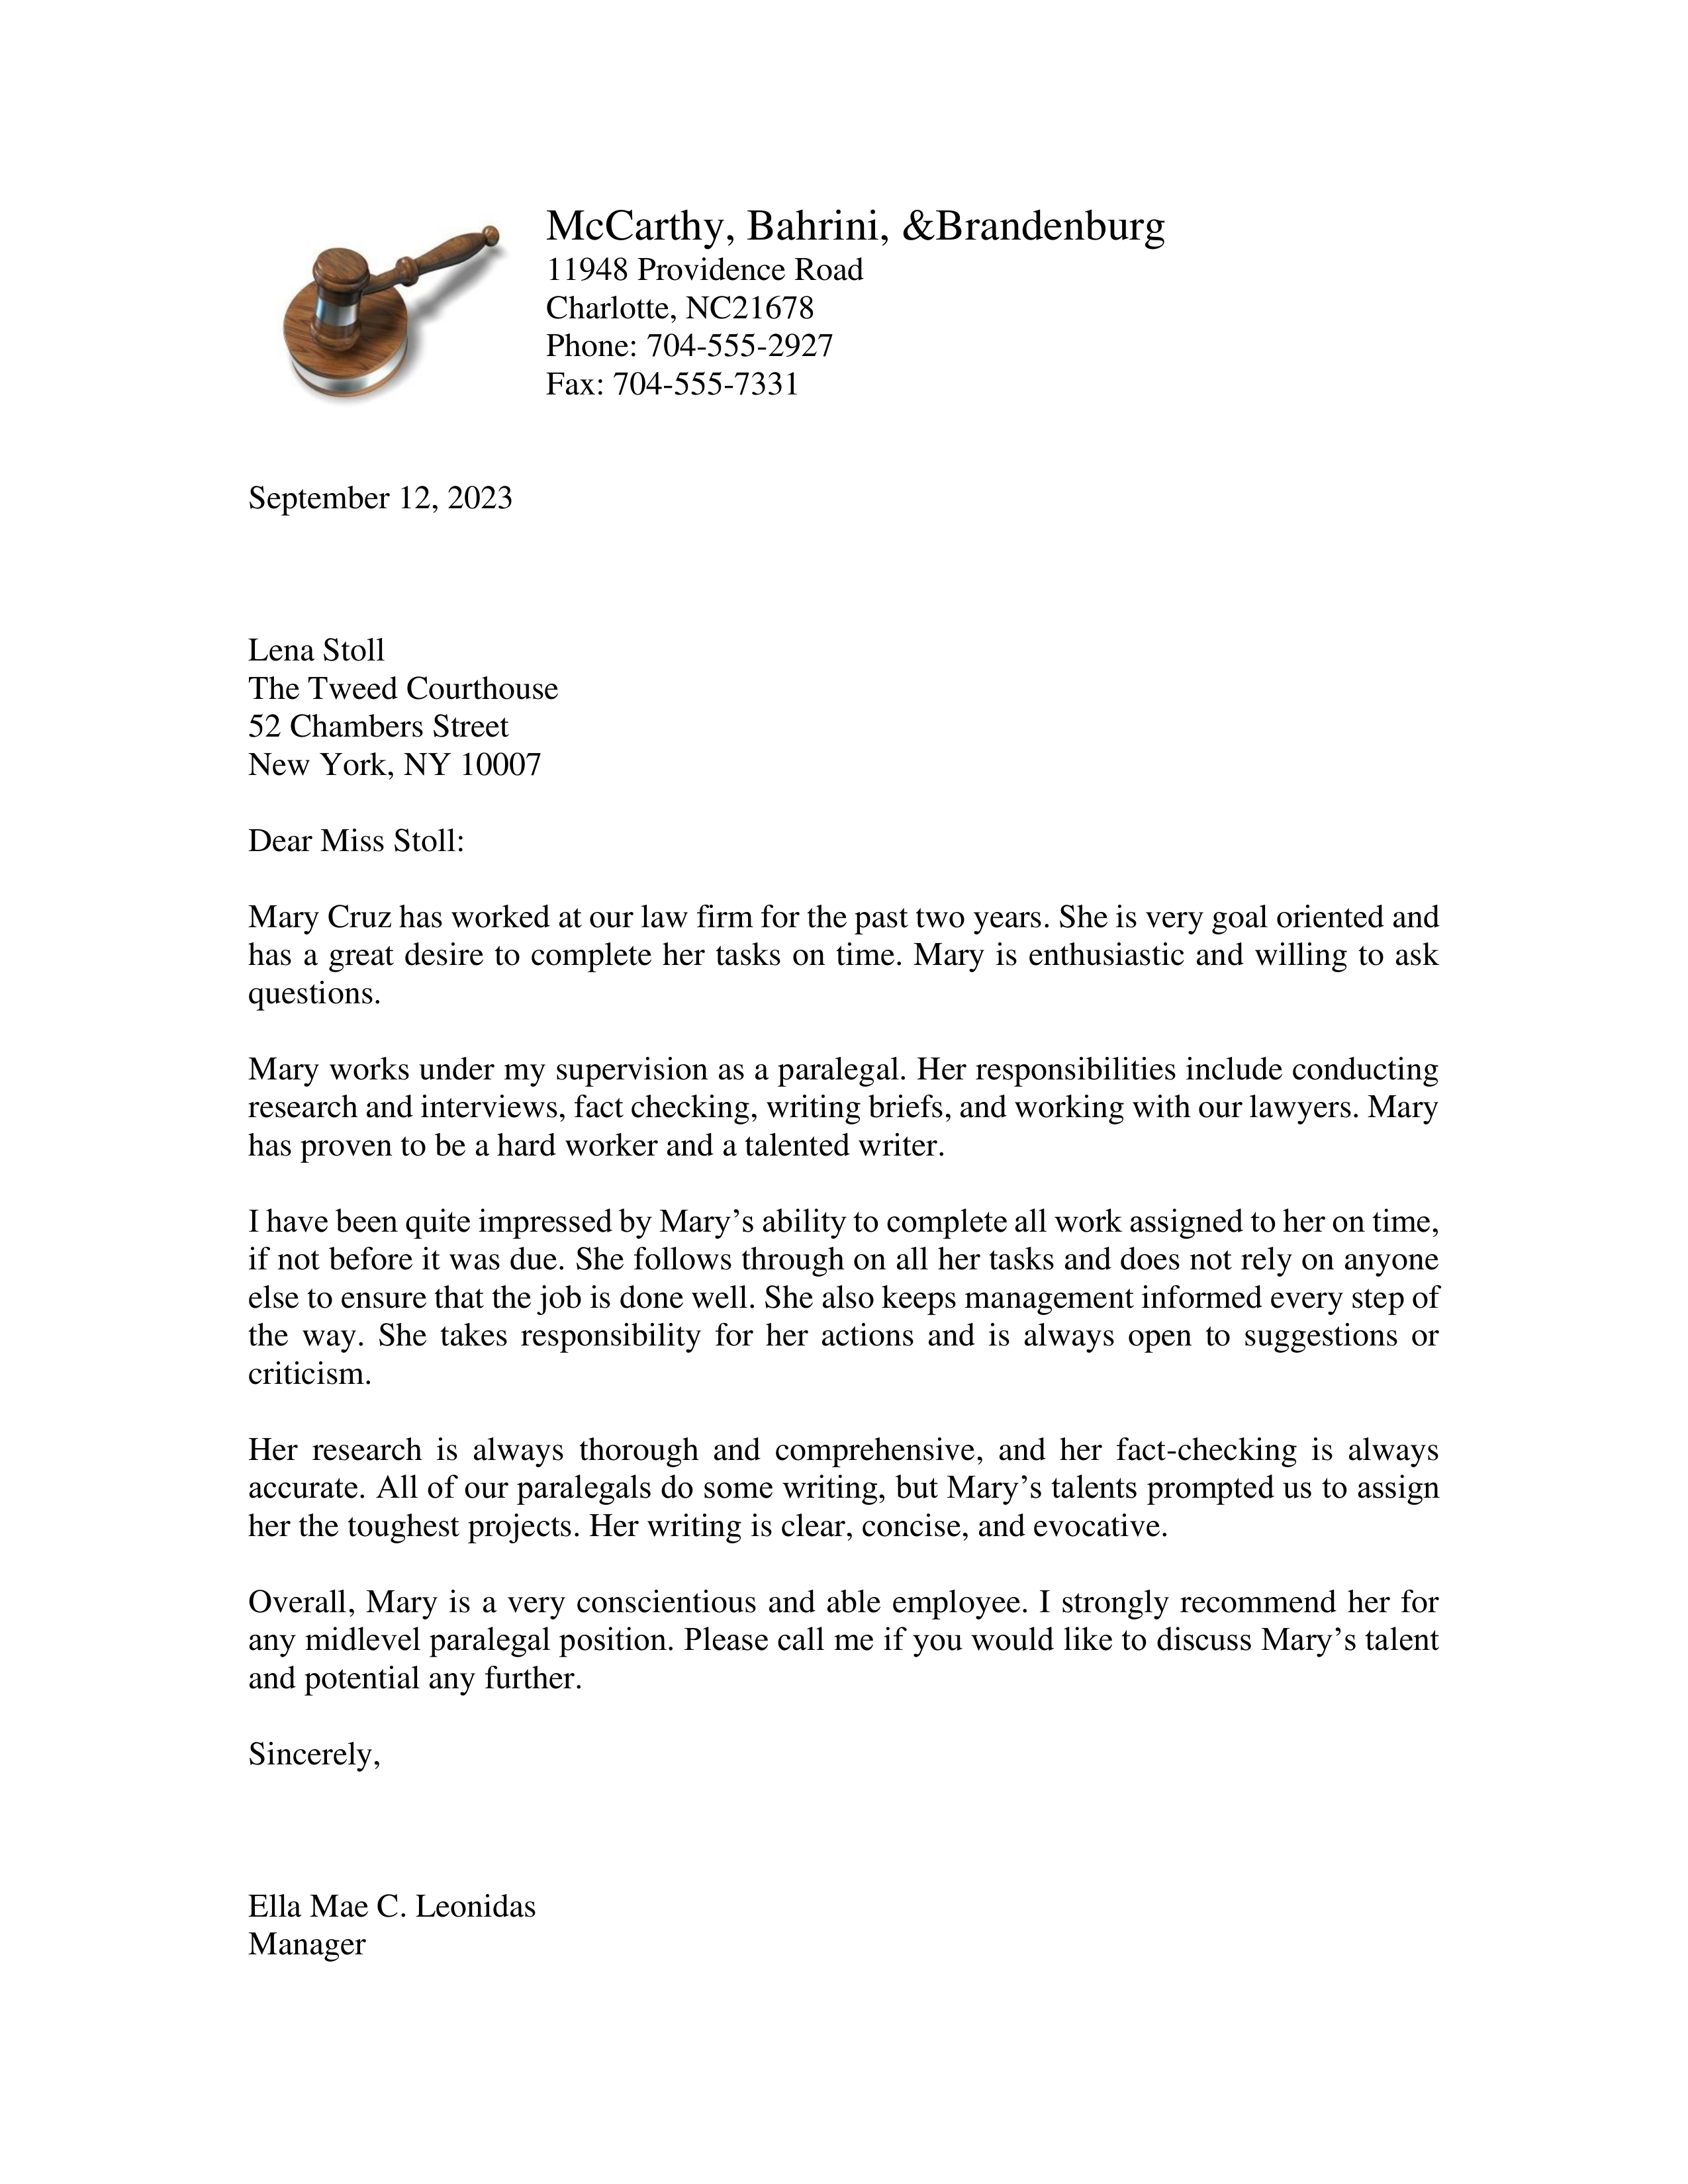 McCarthy, Bahrini, &Brandenburg
11948 Providence Road
Charlotte, NC21678
Phone: 704-555-2927
Fax: 704-555-7331
September 12, 2023
Lena Stoll
The Tweed Courthouse
52 Chambers Street
New York, NY 10007
Dear Miss Stoll:
Mary Cruz has worked at our law firm for the past two years. She is very goal oriented and
has a great desire to complete her tasks on time. Mary is enthusiastic and willing to ask
questions.
Mary works under my supervision as a paralegal. Her responsibilities include conducting
research and interviews, fact checking, writing briefs, and working with our lawyers. Mary
has proven to be a hard worker and a talented writer.
I have been quite impressed by Mary’s ability to complete all work assigned to her on time,
if not before it was due. She follows through on all her tasks and does not rely on anyone
else to ensure that the job is done well. She also keeps management informed every step of
the way. She takes responsibility for her actions and is always open to suggestions or
criticism.
Her research is always thorough and comprehensive, and her fact-checking is always
accurate. All of our paralegals do some writing, but Mary’s talents prompted us to assign
her the toughest projects. Her writing is clear, concise, and evocative.
Overall, Mary is a very conscientious and able employee. I strongly recommend her for
any midlevel paralegal position. Please call me if you would like to discuss Mary’s talent
and potential any further.
Sincerely,
Ella Mae C. Leonidas
Manager